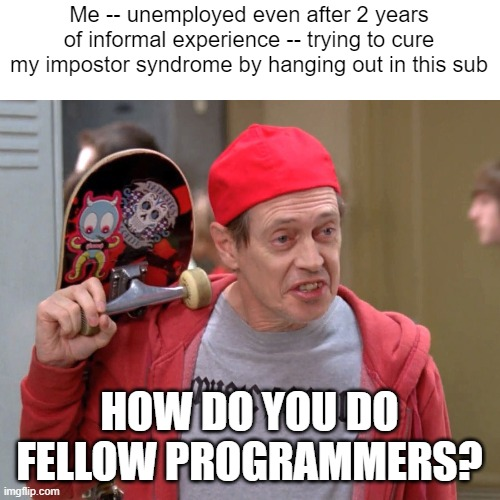 Me -- unemployed even after 2 years
of informal experience -- trying to cure
my impostor syndrome by hanging out in this sub
HOW DO YOU DO
FELLOW PROGRAMMERS?
imgflip.com